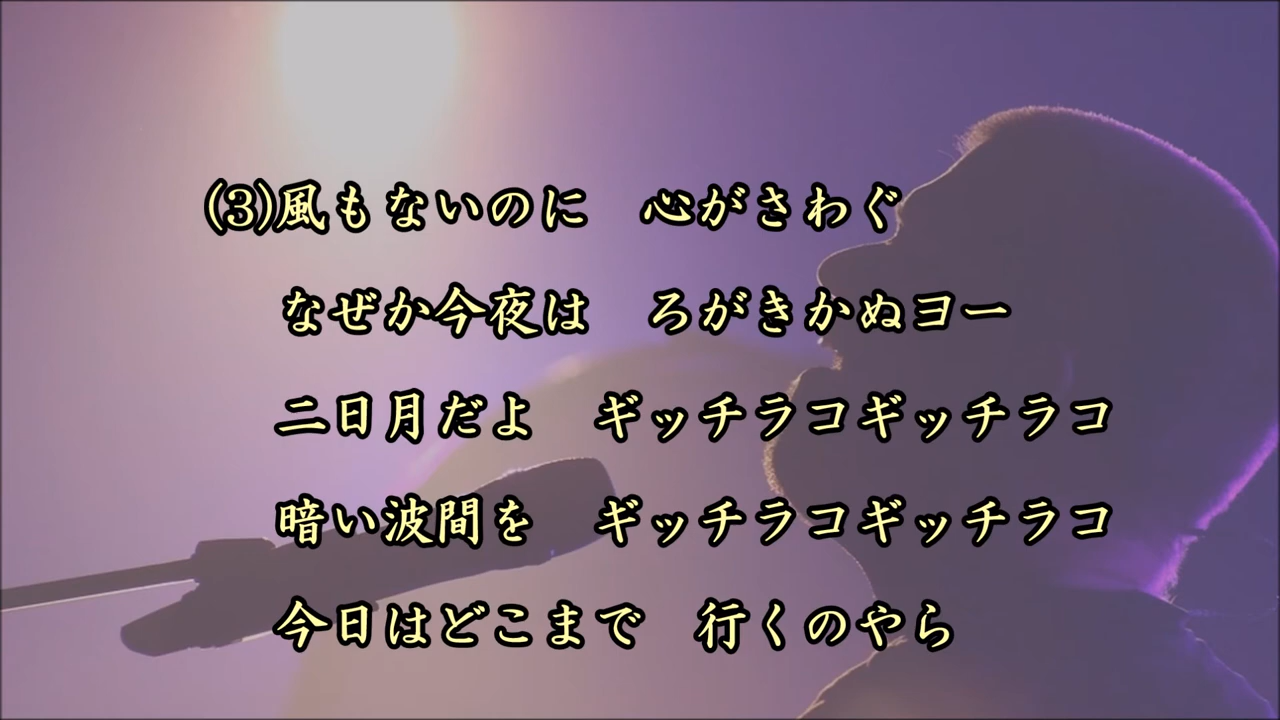 (3)風もないのに　心がさわぐ
なぜか今夜は　ろがきかぬヨー
二日月だよ　ギッチラコギッチラコ
暗い波間を　ギッチラコギッチラコ
今日はどこまで　行くのやら